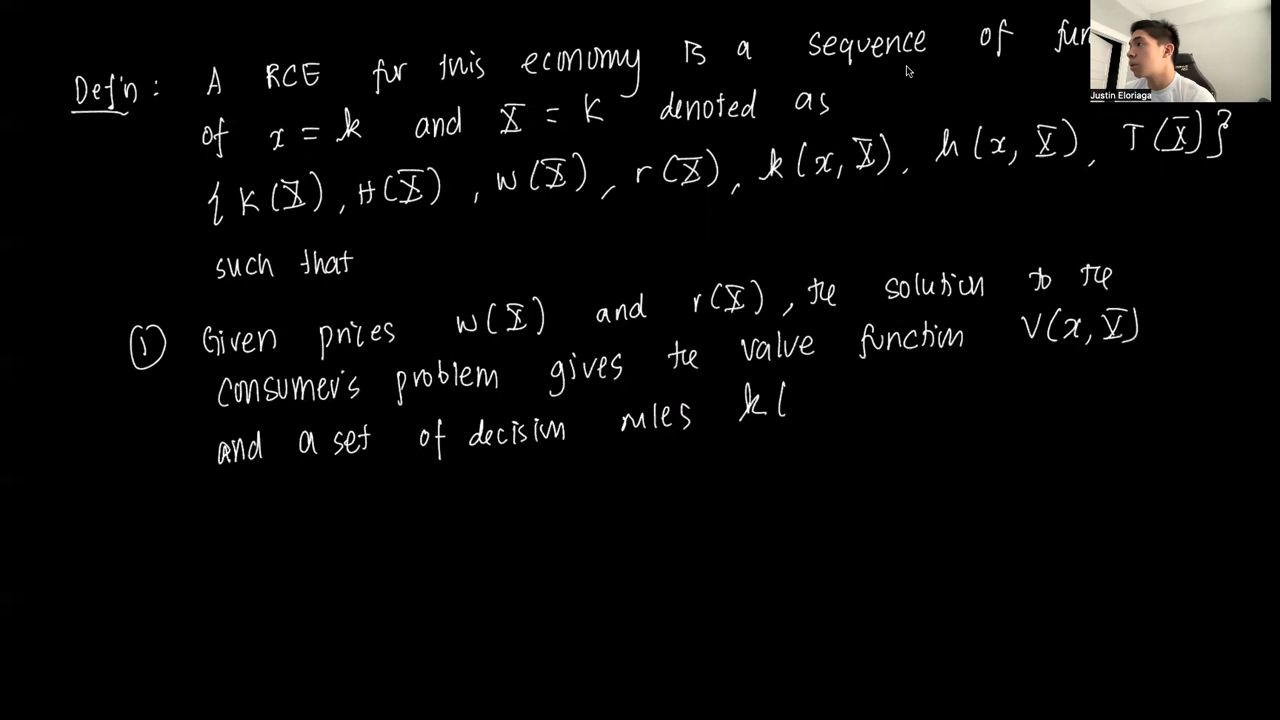 Def'n: A RCE for this economy is a sequence of
Justin Eloriaga
of x = k and X = K denoted as
{ K(X), H(X), w(X), r(X), k(x, X), h(x, X), T(X) }
such that
① Given prices w(X) and r(X), the solution to the
consumer's problem gives the value function V(x, X)
and a set of decision rules k(